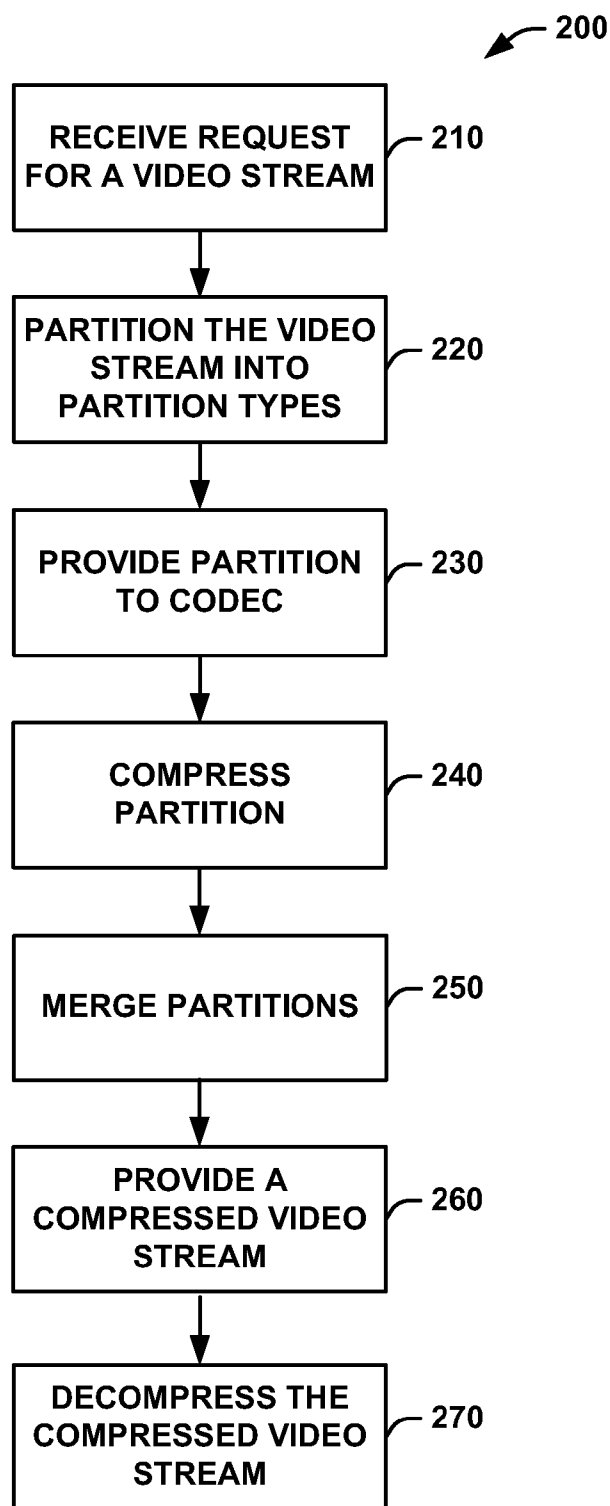 200
RECEIVE REQUEST
FOR A VIDEO STREAM
210
PARTITION THE VIDEO
STREAM INTO
PARTITION TYPES
220
PROVIDE PARTITION
TO CODEC
230
COMPRESS
PARTITION
240
MERGE PARTITIONS
250
PROVIDE A
COMPRESSED VIDEO
STREAM
260
DECOMPRESS THE
COMPRESSED VIDEO
STREAM
270